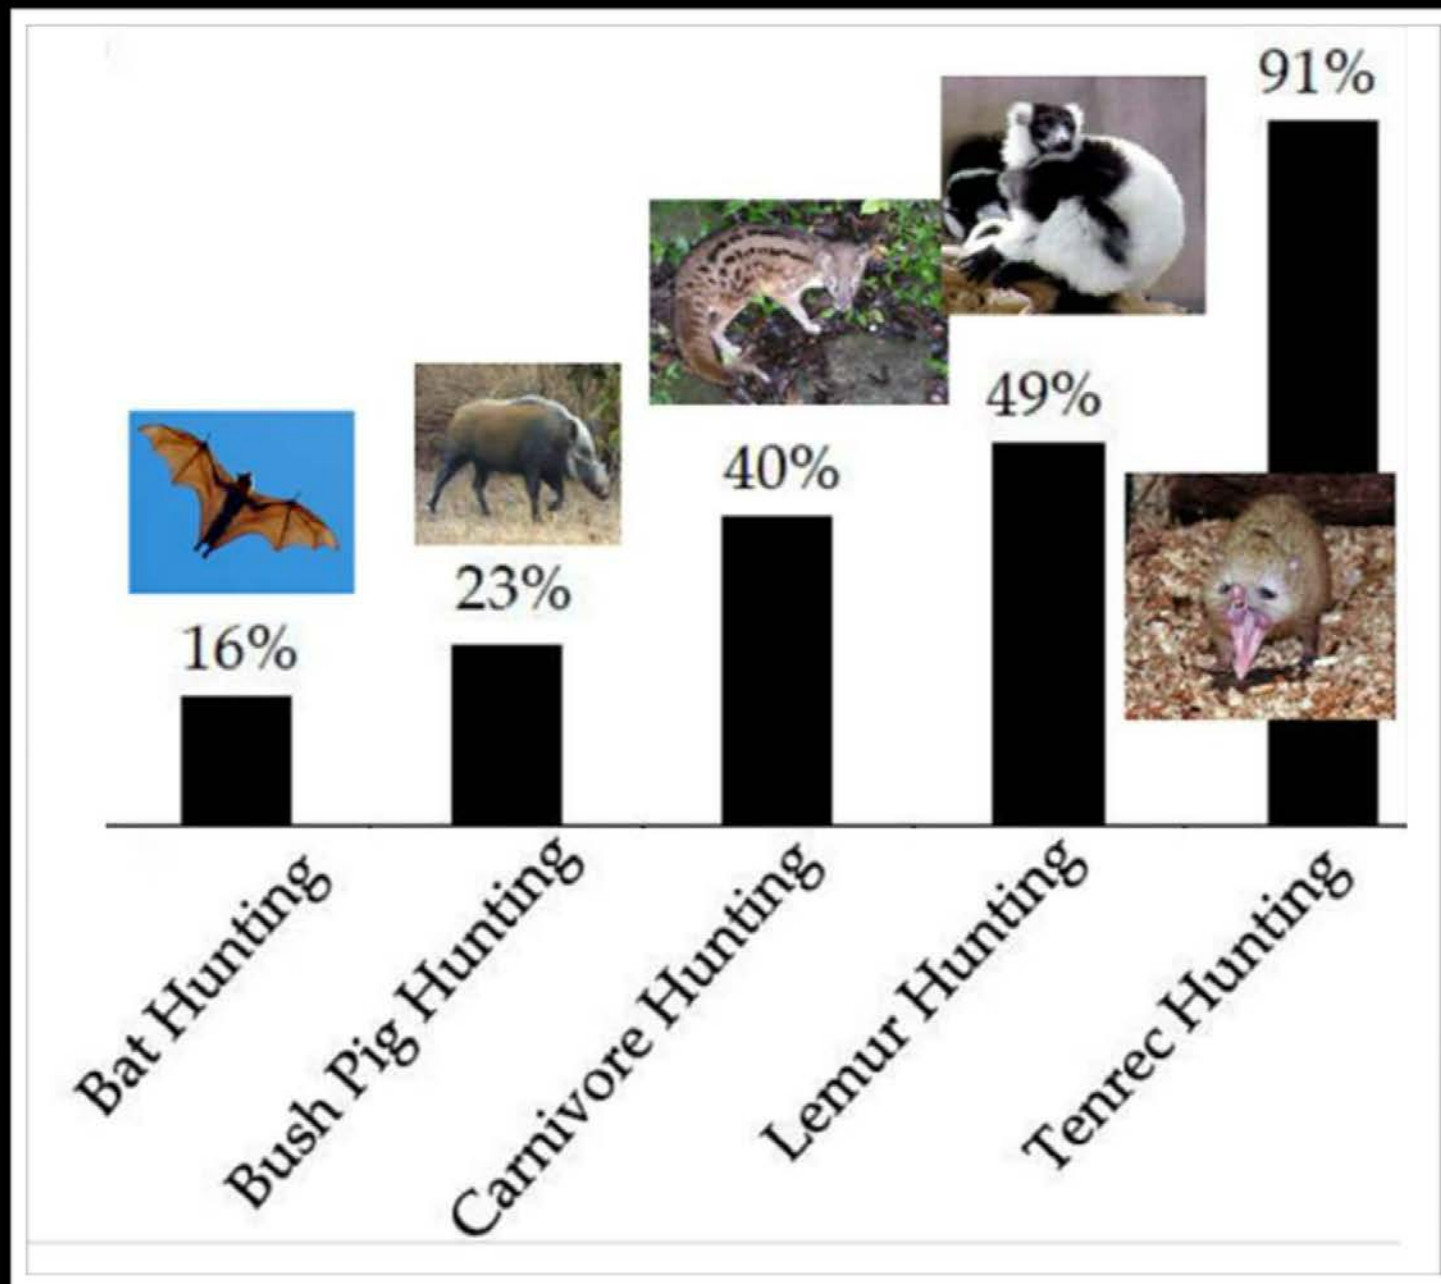 16%
23%
40%
49%
91%
Bat Hunting
Bush Pig Hunting
Carnivore Hunting
Lemur Hunting
Tenrec Hunting